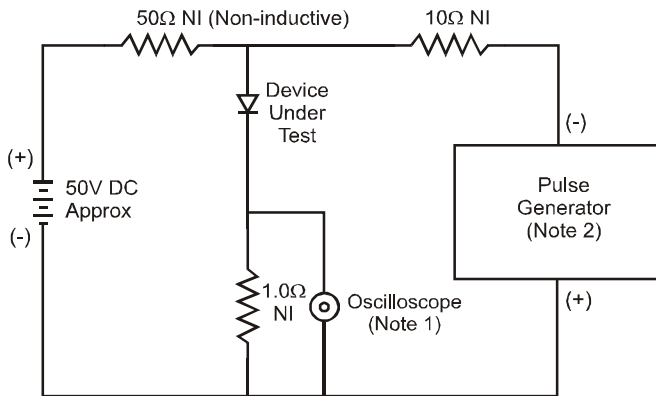 50Ω NI (Non-inductive)
10Ω NI
Device
Under
Test
(+)
50V DC
Approx
(-)
(-)
Pulse
Generator
(Note 2)
(+)
1.0Ω
NI
Oscilloscope
(Note 1)